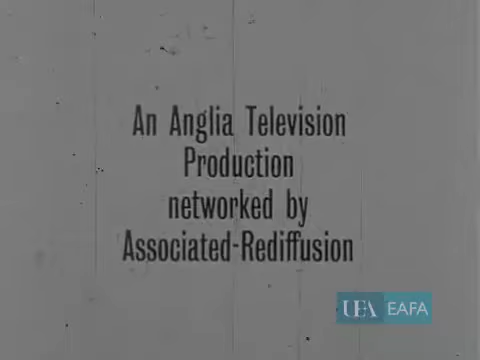 An Anglia Television
Production
networked by
Associated-Rediffusion
UEA EAFA